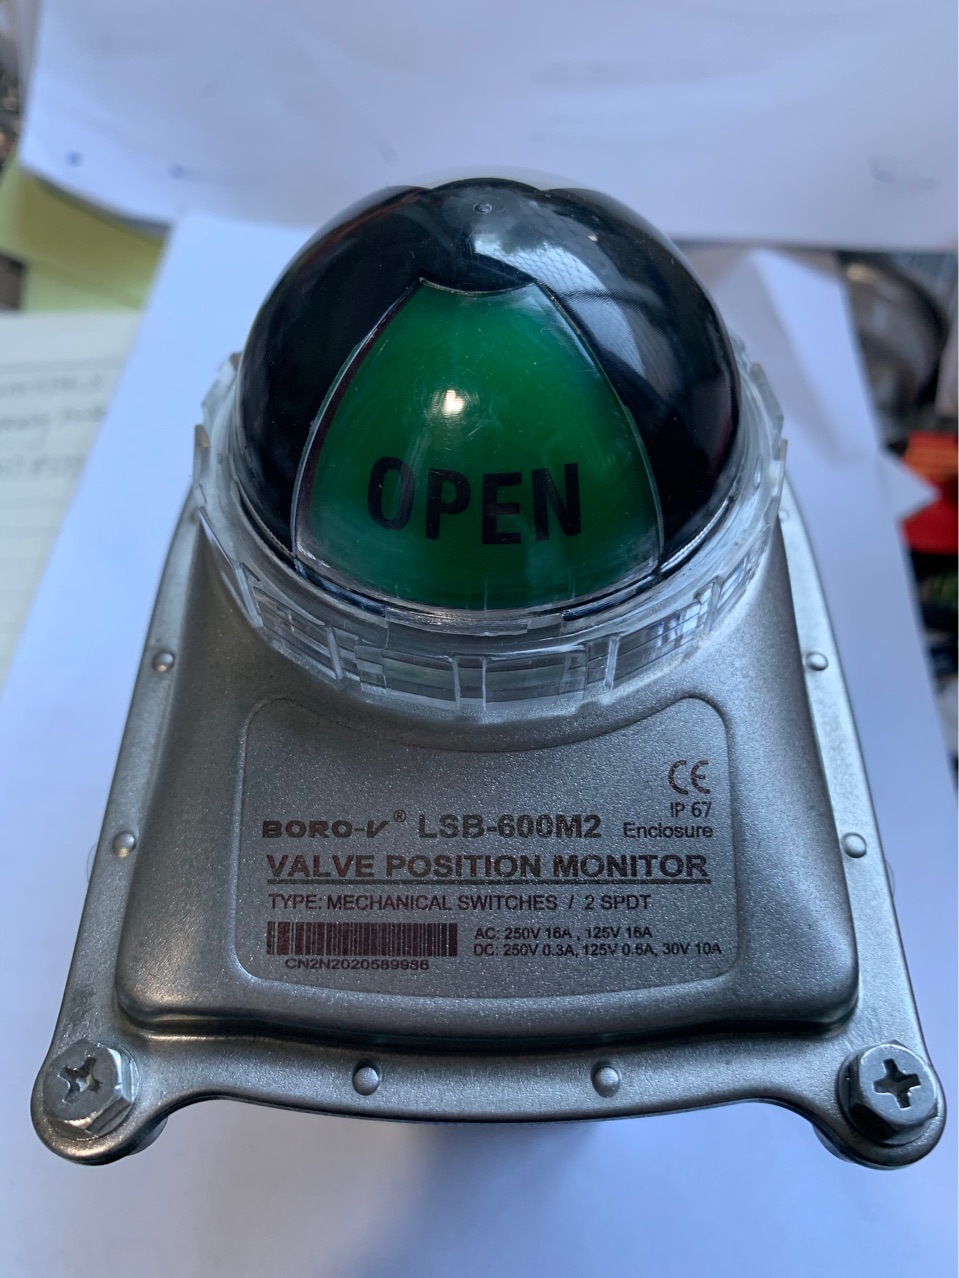 OPEN
CE
IP 67
BORO-V® LSB-600M2 Enclosure
VALVE POSITION MONITOR
TYPE: MECHANICAL SWITCHES / 2 SPDT
AC: 250V 16A , 125V 16A
DC: 250V 0.3A, 125V 0.6A, 30V 10A
CN2N2020589986